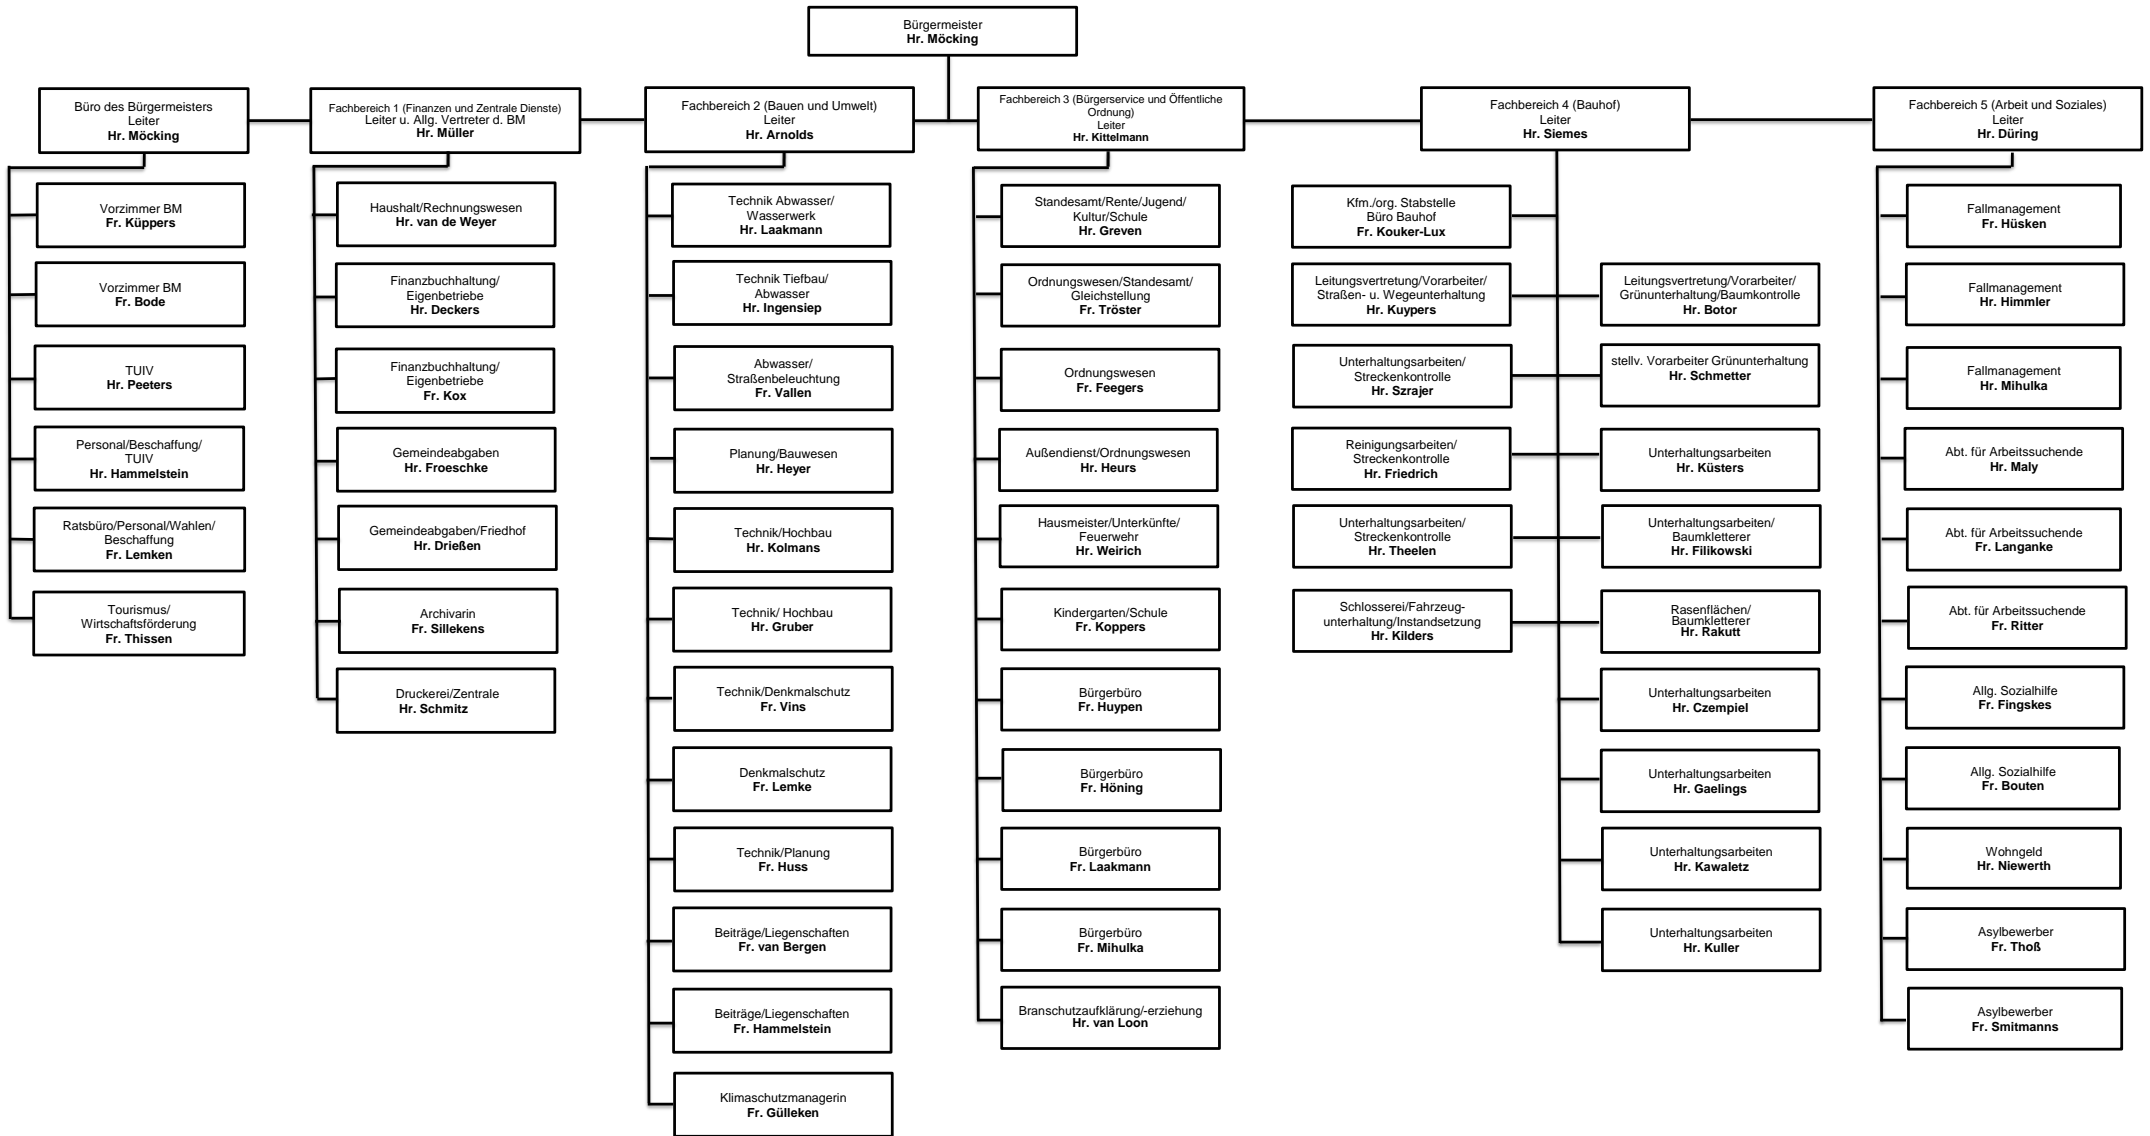 Bürgermeister
Hr. Möcking
Büro des Bürgermeisters
Leiter
Hr. Möcking
Vorzimmer BM
Fr. Küppers
Vorzimmer BM
Fr. Bode
TUIV
Hr. Peeters
Personal/Beschaffung/
TUIV
Hr. Hammelstein
Ratsbüro/Personal/Wahlen/
Beschaffung
Fr. Lemken
Tourismus/
Wirtschaftsförderung
Fr. Thissen
Fachbereich 1 (Finanzen und Zentrale Dienste)
Leiter u. Allg. Vertreter d. BM
Hr. Müller
Haushalt/Rechnungswesen
Hr. van de Weyer
Finanzbuchhaltung/
Eigenbetriebe
Hr. Deckers
Finanzbuchhaltung/
Eigenbetriebe
Fr. Kox
Gemeindeabgaben
Hr. Froeschke
Gemeindeabgaben/Friedhof
Hr. Drießen
Archivarin
Fr. Sillekens
Druckerei/Zentrale
Hr. Schmitz
Fachbereich 2 (Bauen und Umwelt)
Leiter
Hr. Arnolds
Technik Abwasser/
Wasserwerk
Hr. Laakmann
Technik Tiefbau/
Abwasser
Hr. Ingensiep
Abwasser/
Straßenbeleuchtung
Fr. Vallen
Planung/Bauwesen
Hr. Heyer
Technik/Hochbau
Hr. Kolmans
Technik/ Hochbau
Hr. Gruber
Technik/Denkmalschutz
Fr. Vins
Denkmalschutz
Fr. Lemke
Technik/Planung
Fr. Huss
Beiträge/Liegenschaften
Fr. van Bergen
Beiträge/Liegenschaften
Fr. Hammelstein
Klimaschutzmanagerin
Fr. Gülleken
Fachbereich 3 (Bürgerservice und Öffentliche
Ordnung)
Leiter
Hr. Kittelmann
Standesamt/Rente/Jugend/
Kultur/Schule
Hr. Greven
Ordnungswesen/Standesamt/
Gleichstellung
Fr. Tröster
Ordnungswesen
Fr. Feegers
Außendienst/Ordnungswesen
Hr. Heurs
Hausmeister/Unterkünfte/
Feuerwehr
Hr. Weirich
Kindergarten/Schule
Fr. Koppers
Bürgerbüro
Fr. Huypen
Bürgerbüro
Fr. Höning
Bürgerbüro
Fr. Laakmann
Bürgerbüro
Fr. Mihulka
Branschutzaufklärung/-erziehung
Hr. van Loon
Fachbereich 4 (Bauhof)
Leiter
Hr. Siemes
Kfm./org. Stabstelle
Büro Bauhof
Fr. Kouker-Lux
Leitungsvertretung/Vorarbeiter/
Straßen- u. Wegeunterhaltung
Hr. Kuypers
Unterhaltungsarbeiten/
Streckenkontrolle
Hr. Szrajer
Reinigungsarbeiten/
Streckenkontrolle
Hr. Friedrich
Unterhaltungsarbeiten/
Streckenkontrolle
Hr. Theelen
Schlosserei/Fahrzeug-
unterhaltung/Instandsetzung
Hr. Kilders
Leitungsvertretung/Vorarbeiter/
Grünunterhaltung/Baumkontrolle
Hr. Botor
stellv. Vorarbeiter Grünunterhaltung
Hr. Schmetter
Unterhaltungsarbeiten
Hr. Küsters
Unterhaltungsarbeiten/
Baumkletterer
Hr. Filikowski
Rasenflächen/
Baumkletterer
Hr. Rakutt
Unterhaltungsarbeiten
Hr. Czempiel
Unterhaltungsarbeiten
Hr. Gaelings
Unterhaltungsarbeiten
Hr. Kawaletz
Unterhaltungsarbeiten
Hr. Kuller
Fachbereich 5 (Arbeit und Soziales)
Leiter
Hr. Düring
Fallmanagement
Fr. Hüsken
Fallmanagement
Hr. Himmler
Fallmanagement
Hr. Mihulka
Abt. für Arbeitssuchende
Hr. Maly
Abt. für Arbeitssuchende
Fr. Langanke
Abt. für Arbeitssuchende
Fr. Ritter
Allg. Sozialhilfe
Fr. Fingskes
Allg. Sozialhilfe
Fr. Bouten
Wohngeld
Hr. Niewerth
Asylbewerber
Fr. Thoß
Asylbewerber
Fr. Smitmanns